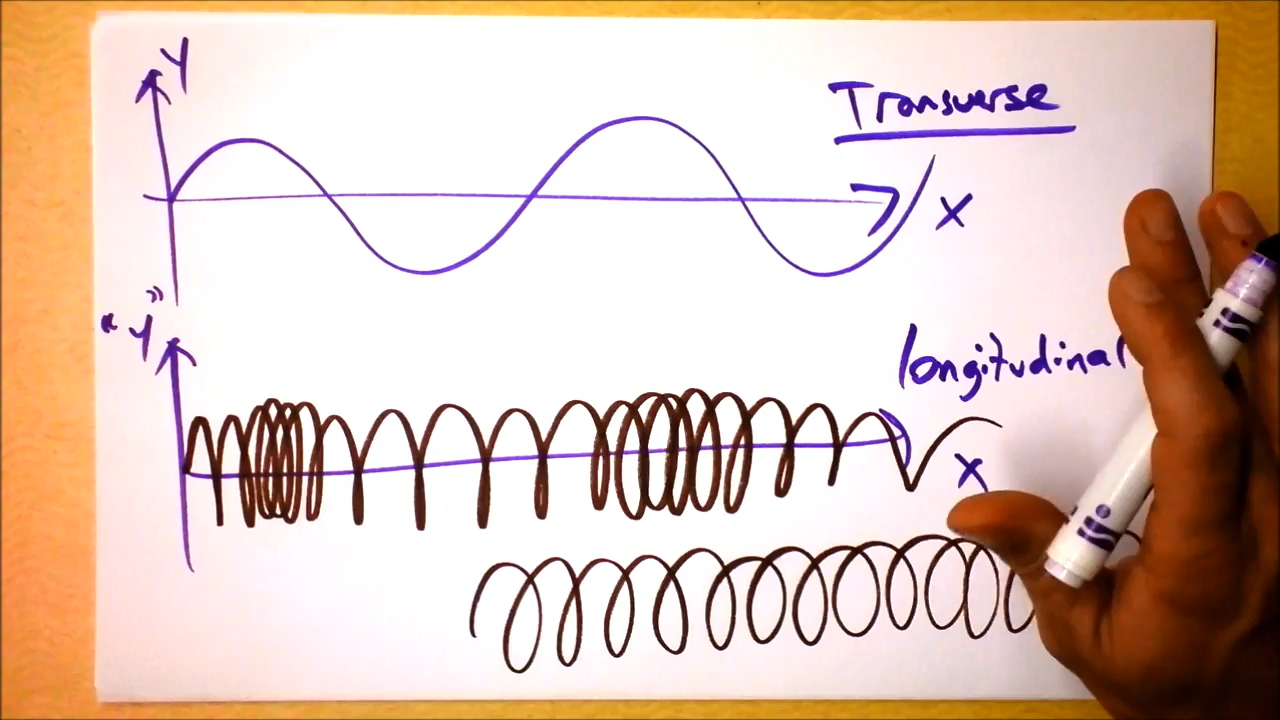 Y
Transverse
X
"Y"
longitudinal
X